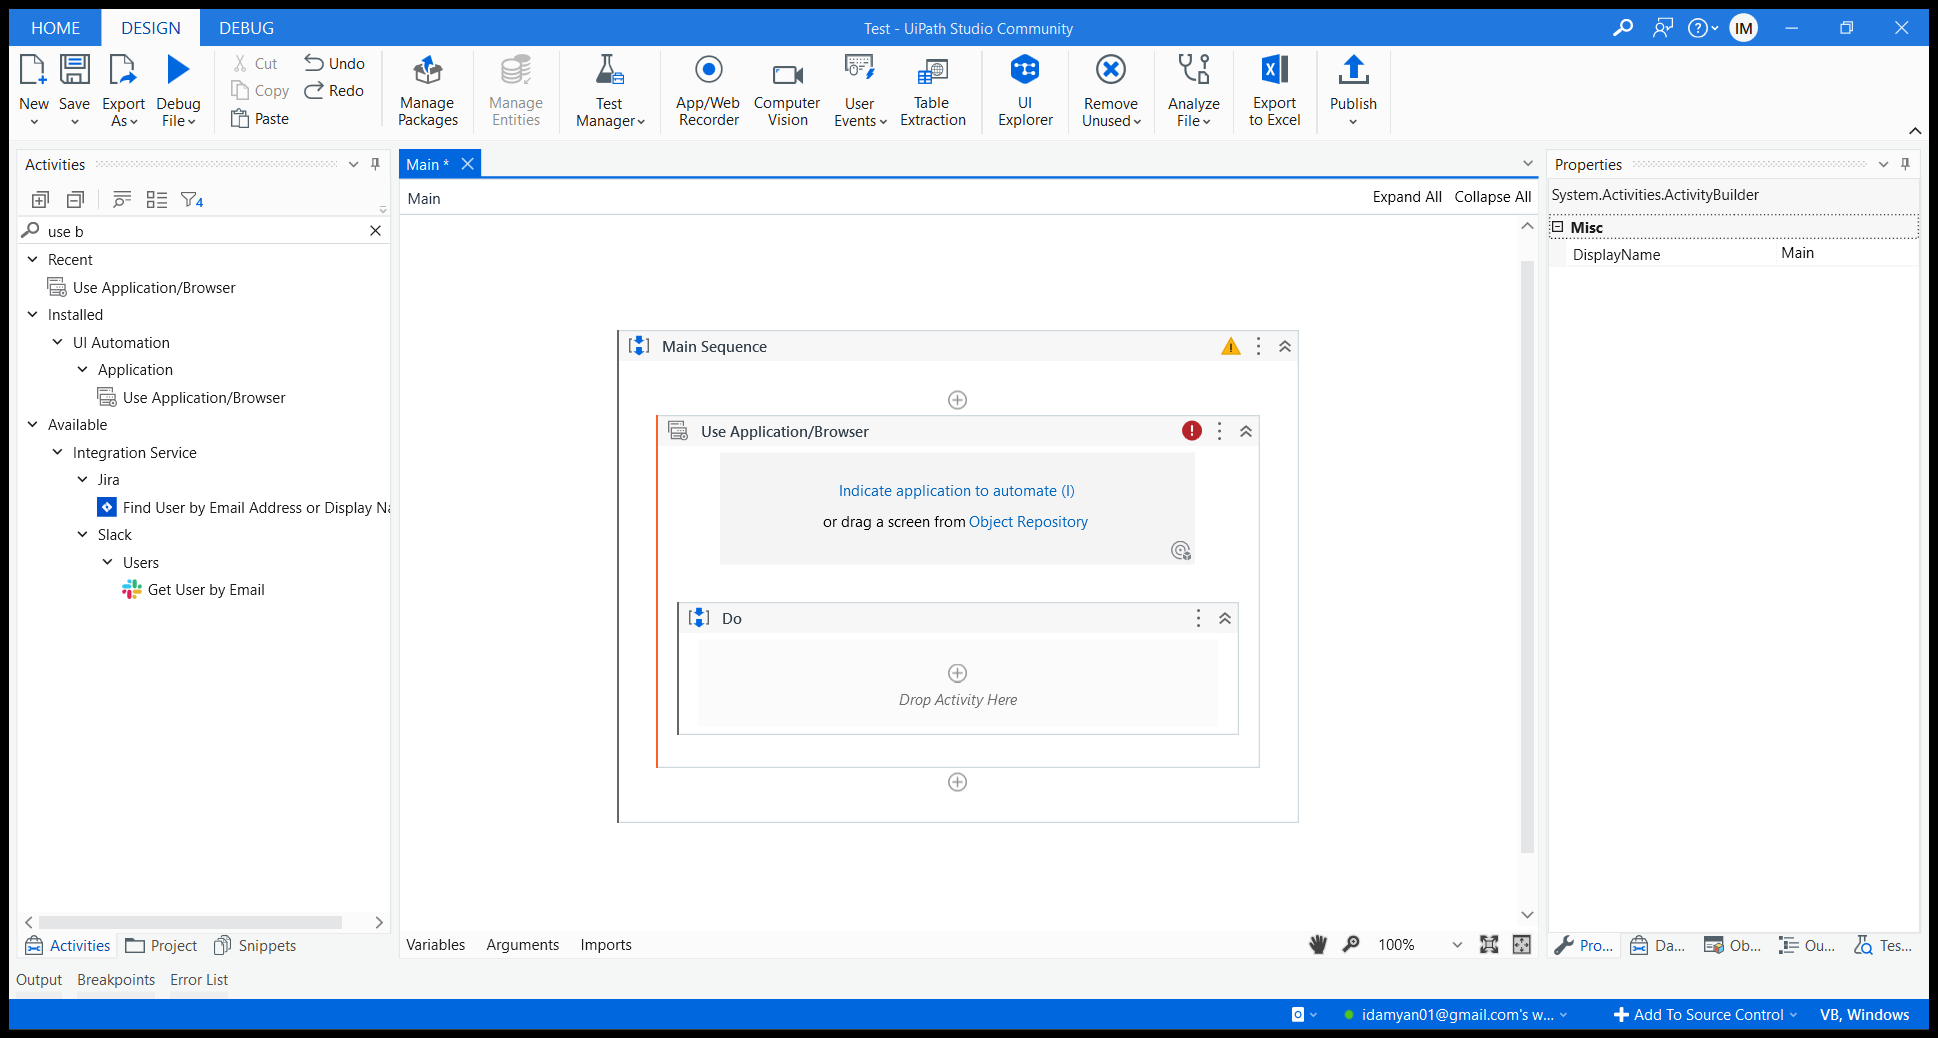 HOME DESIGN DEBUG Test - UiPath Studio Community IM
New Save Export As Debug File Cut Copy Paste Undo Redo Manage Packages Manage Entities Test Manager App/Web Recorder Computer Vision User Events Table Extraction UI Explorer Remove Unused Analyze File Export to Excel Publish
Activities
4
use b
Recent
Use Application/Browser
Installed
UI Automation
Application
Use Application/Browser
Available
Integration Service
Jira
Find User by Email Address or Display Na
Slack
Users
Get User by Email
Activities Project Snippets
Main *
Main Expand All Collapse All
Main Sequence
Use Application/Browser
Indicate application to automate (I)
or drag a screen from Object Repository
Do
Drop Activity Here
Variables Arguments Imports 100%
Properties
System.Activities.ActivityBuilder
Misc
DisplayName Main
Pro... Da... Ob... Ou... Tes...
Output Breakpoints Error List
idamyan01@gmail.com's w... Add To Source Control VB, Windows